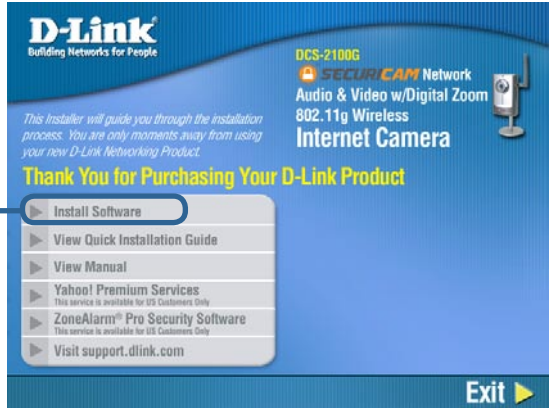 D-Link
Building Networks for People
DCS-2100G
SECURICAM Network
Audio & Video w/Digital Zoom
802.11g Wireless
Internet Camera
This Installer will guide you through the installation
process. You are only moments away from using
your new D-Link Networking Product.
Thank You for Purchasing Your D-Link Product
Install Software
View Quick Installation Guide
View Manual
Yahoo! Premium Services
This service is available for US Customers Only
ZoneAlarm® Pro Security Software
This service is available for US Customers Only
Visit support.dlink.com
Exit